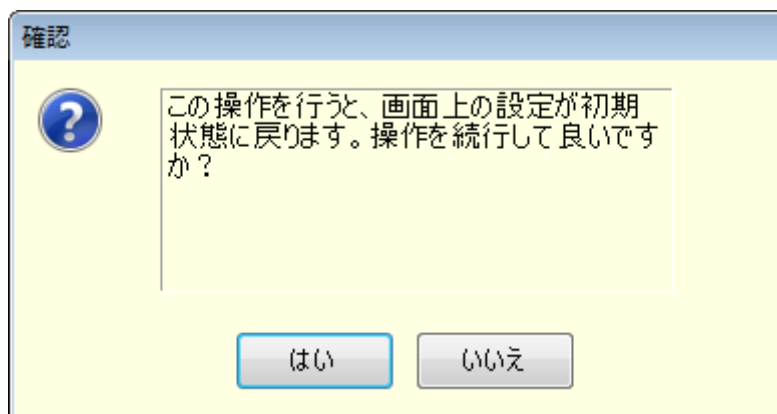 確認
この操作を行うと、画面上の設定が初期
状態に戻ります。操作を続行して良いです
か？
はい
いいえ